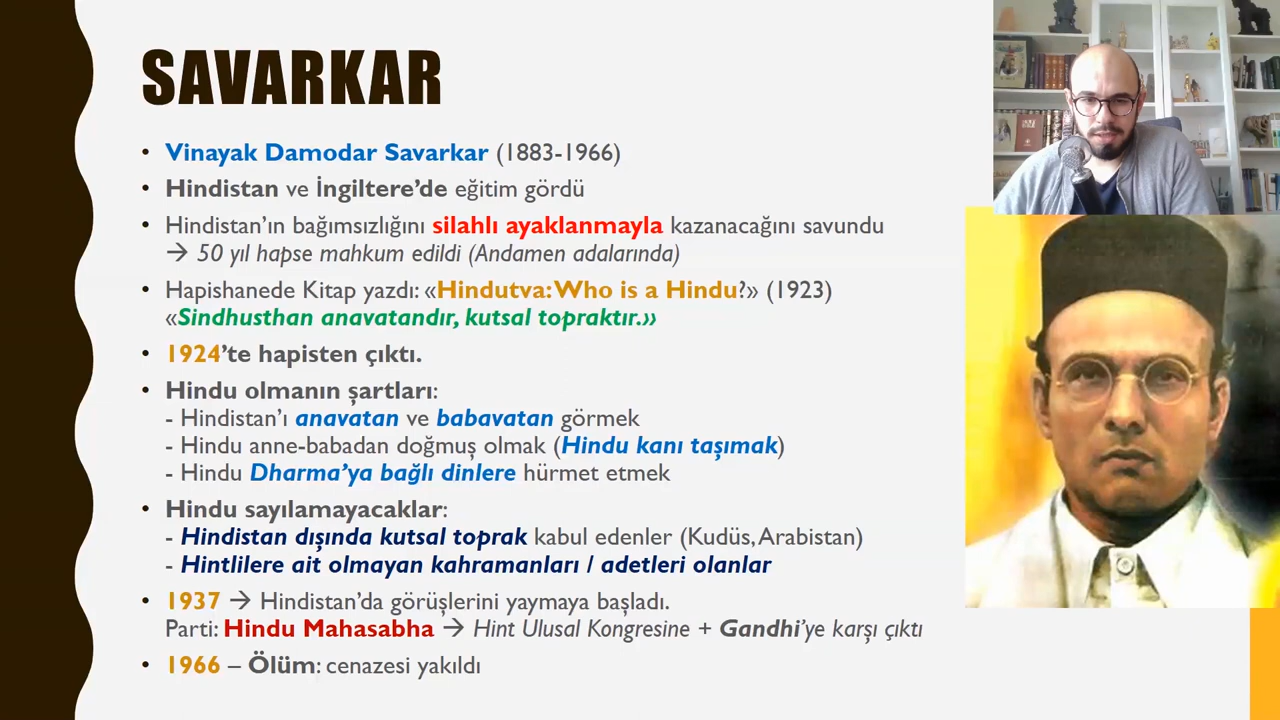 SAVARKAR
• Vinayak Damodar Savarkar (1883-1966)
• Hindistan ve İngiltere’de eğitim gördü
• Hindistan’ın bağımsızlığını silahlı ayaklanmayla kazanacağını savundu
→ 50 yıl hapse mahkum edildi (Andamen adalarında)
• Hapishanede Kitap yazdı: «Hindutva: Who is a Hindu?» (1923)
«Sindhusthan anavatandır, kutsal topraktır.»
• 1924’te hapisten çıktı.
• Hindu olmanın şartları:
- Hindistan’ı anavatan ve babavatan görmek
- Hindu anne-babadan doğmuş olmak (Hindu kanı taşımak)
- Hindu Dharma’ya bağlı dinlere hürmet etmek
• Hindu sayılamayacaklar:
- Hindistan dışında kutsal toprak kabul edenler (Kudüs, Arabistan)
- Hintlilere ait olmayan kahramanları / adetleri olanlar
• 1937 → Hindistan’da görüşlerini yaymaya başladı.
Parti: Hindu Mahasabha → Hint Ulusal Kongresine + Gandhi’ye karşı çıktı
• 1966 – Ölüm: cenazesi yakıldı